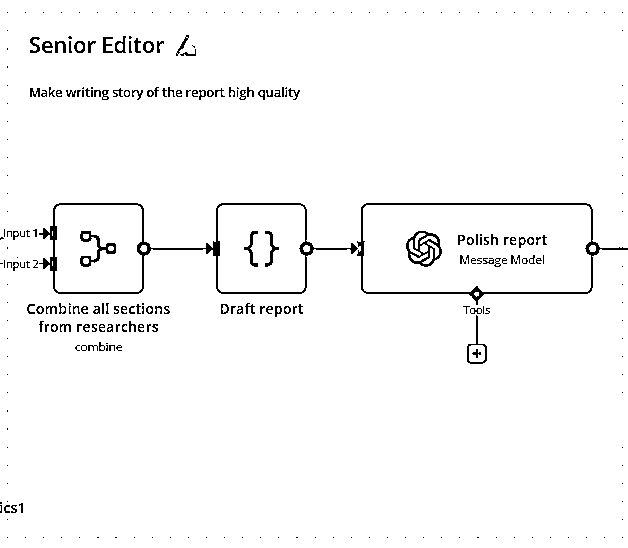 Senior Editor
Make writing story of the report high quality
Input 1
Input 2
{}
Polish report
Message Model
Combine all sections
from researchers
combine
Draft report
Tools
+
ics1